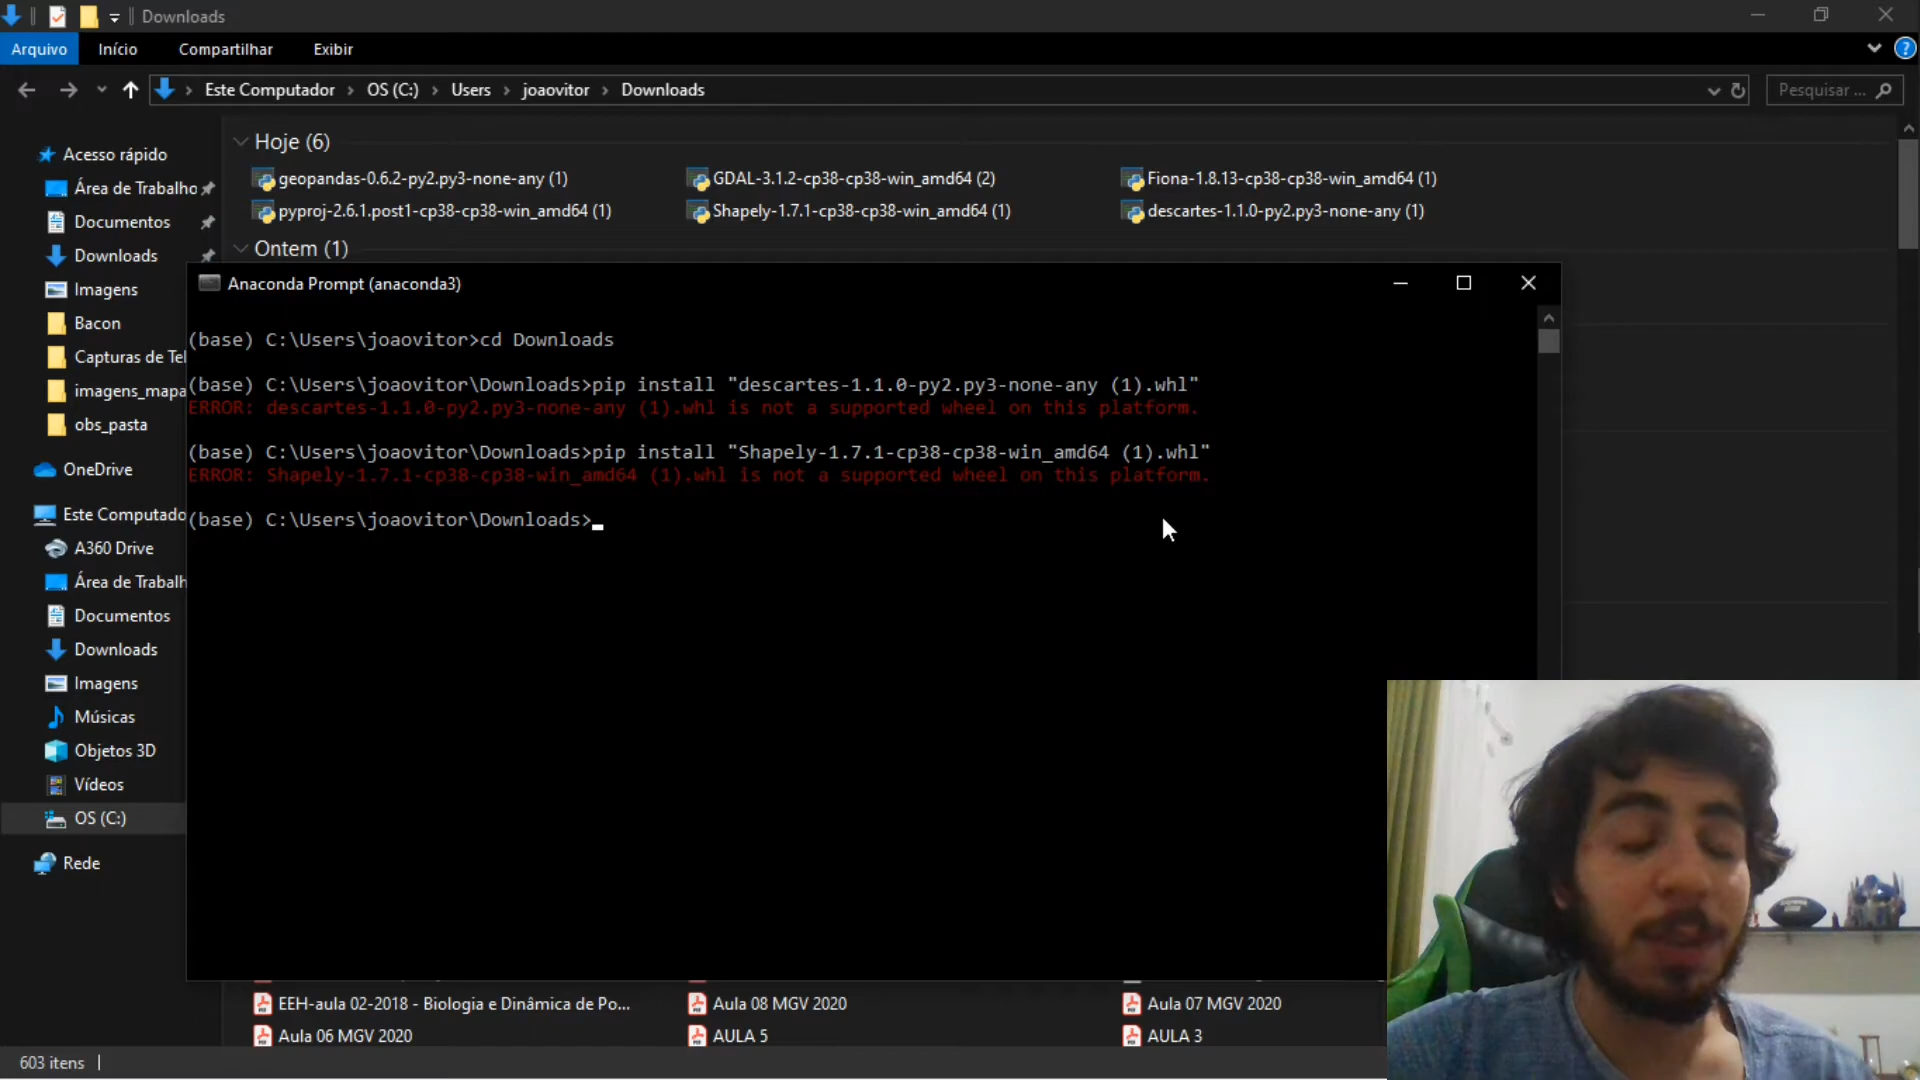 Downloads
Arquivo Início Compartilhar Exibir
Este Computador > OS (C:) > Users > joaovitor > Downloads
Pesquisar ...
Acesso rápido
Área de Trabalho
Documentos
Downloads
Imagens
Bacon
Capturas de Tel
imagens_mapa
obs_pasta
OneDrive
Este Computado
A360 Drive
Área de Trabalh
Documentos
Downloads
Imagens
Músicas
Objetos 3D
Vídeos
OS (C:)
Rede
Hoje (6)
geopandas-0.6.2-py2.py3-none-any (1)
GDAL-3.1.2-cp38-cp38-win_amd64 (2)
Fiona-1.8.13-cp38-cp38-win_amd64 (1)
pyproj-2.6.1.post1-cp38-cp38-win_amd64 (1)
Shapely-1.7.1-cp38-cp38-win_amd64 (1)
descartes-1.1.0-py2.py3-none-any (1)
Ontem (1)
Anaconda Prompt (anaconda3)
(base) C:\Users\joaovitor>cd Downloads
(base) C:\Users\joaovitor\Downloads>pip install "descartes-1.1.0-py2.py3-none-any (1).whl"
ERROR: descartes-1.1.0-py2.py3-none-any (1).whl is not a supported wheel on this platform.
(base) C:\Users\joaovitor\Downloads>pip install "Shapely-1.7.1-cp38-cp38-win_amd64 (1).whl"
ERROR: Shapely-1.7.1-cp38-cp38-win_amd64 (1).whl is not a supported wheel on this platform.
(base) C:\Users\joaovitor\Downloads>
EEH-aula 02-2018 - Biologia e Dinâmica de Po...
Aula 08 MGV 2020
Aula 07 MGV 2020
Aula 06 MGV 2020
AULA 5
AULA 3
603 itens